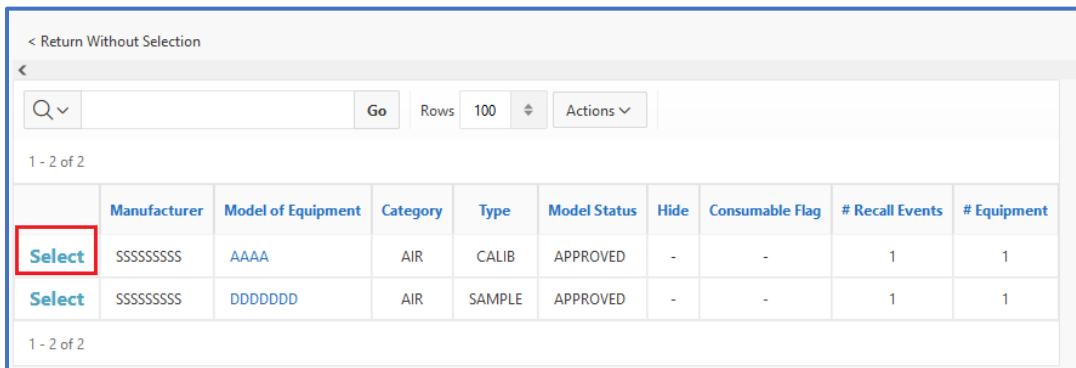 < Return Without Selection
Go Rows 100 Actions
1 - 2 of 2
Manufacturer Model of Equipment Category Type Model Status Hide Consumable Flag # Recall Events # Equipment
Select SSSSSSSSS AAAA AIR CALIB APPROVED - - 1 1
Select SSSSSSSSS DDDDDDD AIR SAMPLE APPROVED - - 1 1
1 - 2 of 2